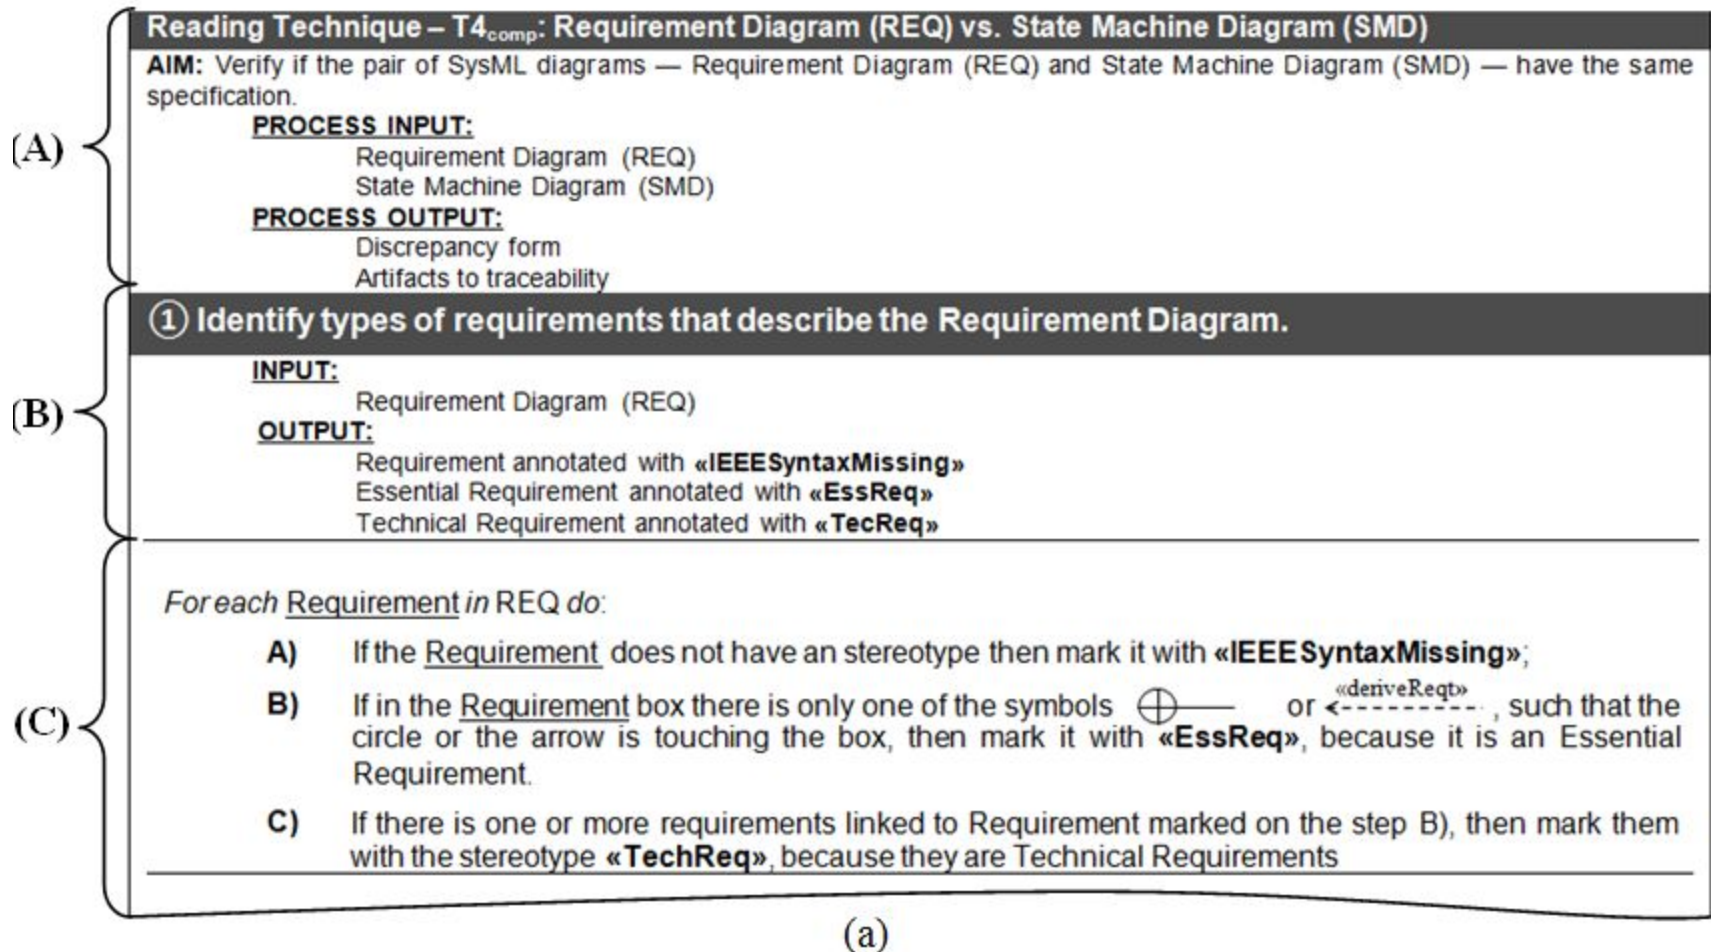 Reading Technique – T4comp: Requirement Diagram (REQ) vs. State Machine Diagram (SMD)
AIM: Verify if the pair of SysML diagrams — Requirement Diagram (REQ) and State Machine Diagram (SMD) — have the same
specification.
PROCESS INPUT:
(A)
Requirement Diagram (REQ)
State Machine Diagram (SMD)
PROCESS OUTPUT:
Discrepancy form
Artifacts to traceability
① Identify types of requirements that describe the Requirement Diagram.
INPUT:
(B)
Requirement Diagram (REQ)
OUTPUT:
Requirement annotated with «IEEESyntaxMissing»
Essential Requirement annotated with «EssReq»
Technical Requirement annotated with «TecReq»
For each Requirement in REQ do:
A) If the Requirement does not have an stereotype then mark it with «IEEESyntaxMissing»;
«deriveReqt»
B) If in the Requirement box there is only one of the symbols or , such that the
(C)
circle or the arrow is touching the box, then mark it with «EssReq», because it is an Essential
Requirement.
C) If there is one or more requirements linked to Requirement marked on the step B), then mark them
with the stereotype «TechReq», because they are Technical Requirements
(a)